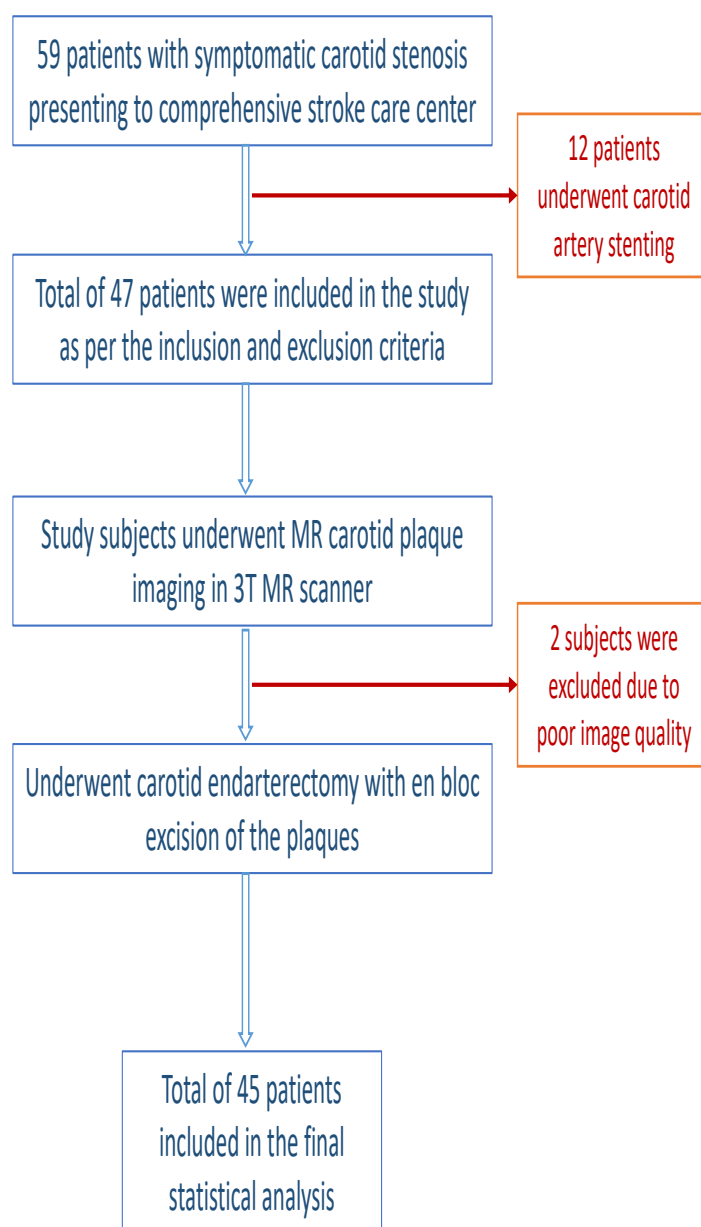 59 patients with symptomatic carotid stenosis
presenting to comprehensive stroke care center
12 patients
underwent carotid
artery stenting
Total of 47 patients were included in the study
as per the inclusion and exclusion criteria
Study subjects underwent MR carotid plaque
imaging in 3T MR scanner
2 subjects were
excluded due to
poor image quality
Underwent carotid endarterectomy with en bloc
excision of the plaques
Total of 45 patients
included in the final
statistical analysis